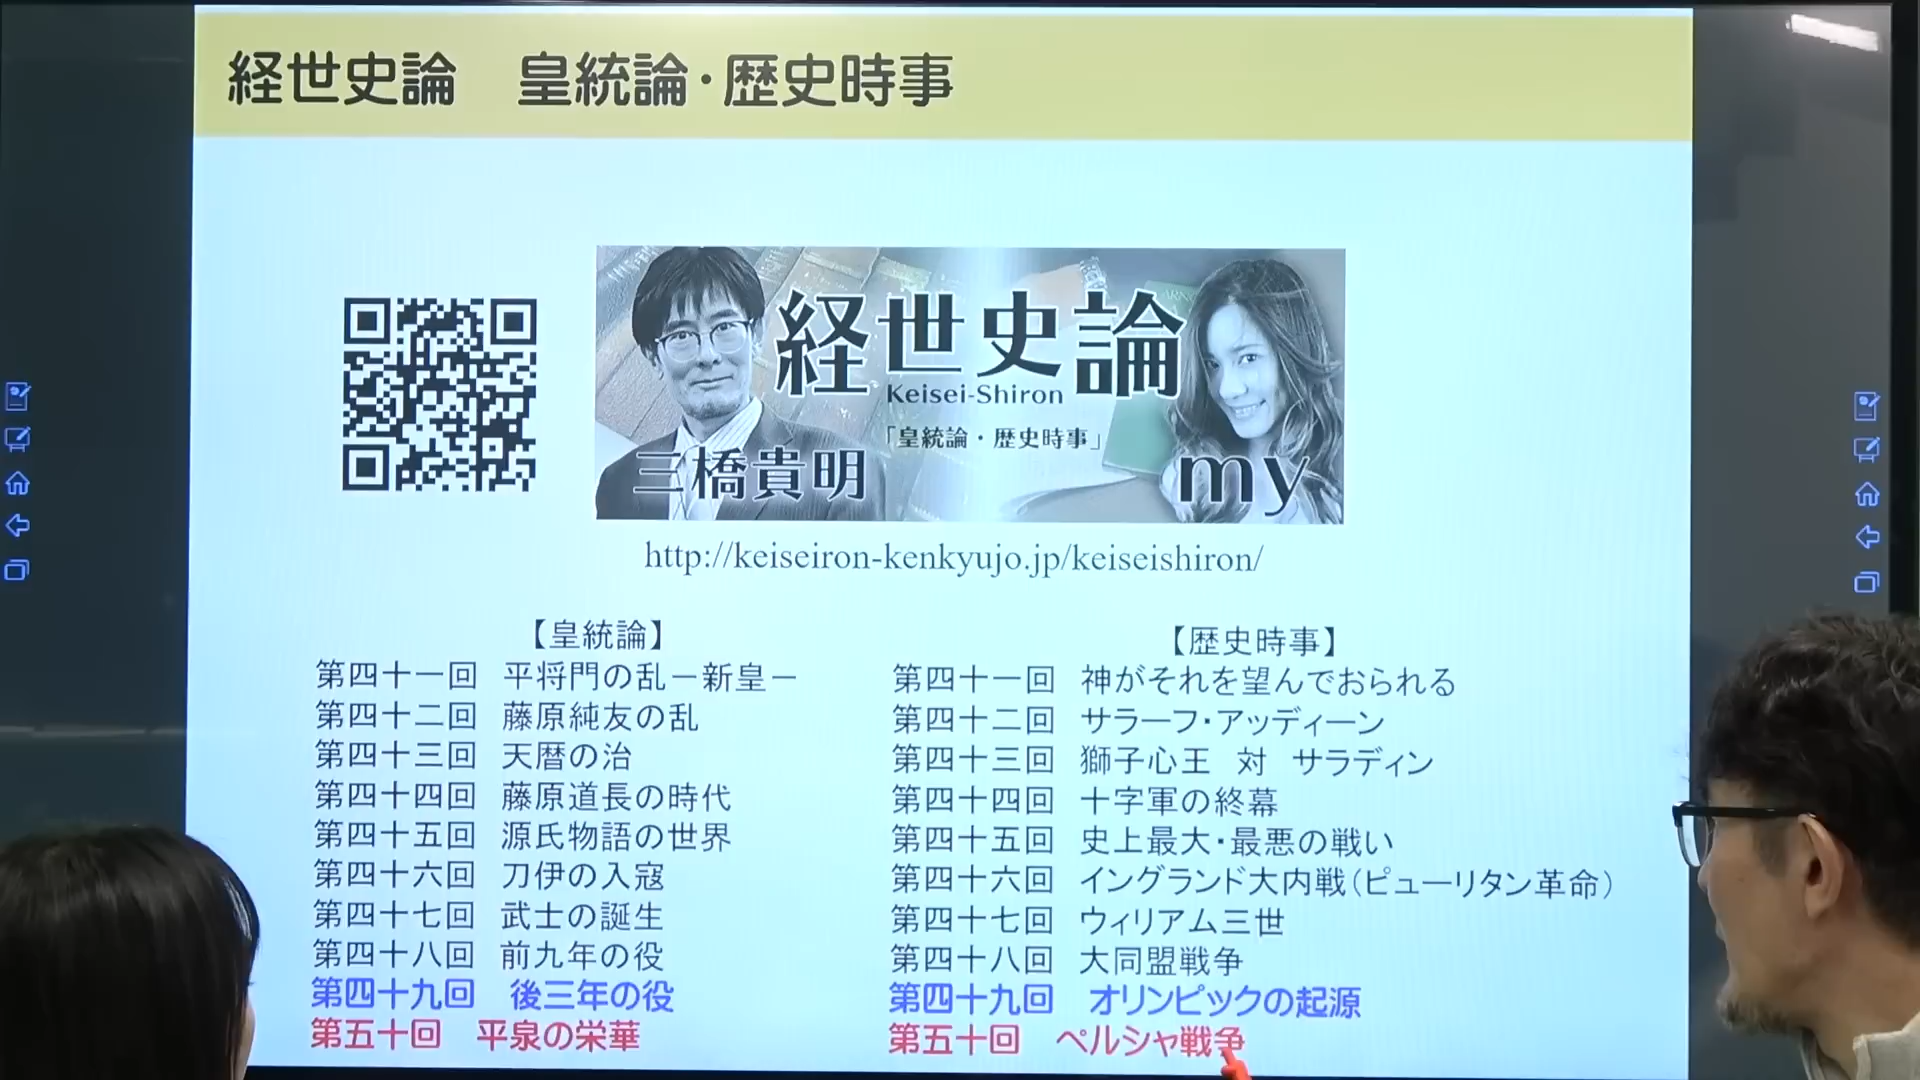 経世史論　皇統論・歴史時事
経世史論
Keisei-Shiron
「皇統論・歴史時事」
三橋貴明
my
http://keiseiron-kenkyujo.jp/keiseishiron/
【皇統論】
第四十一回　平将門の乱－新皇－
第四十二回　藤原純友の乱
第四十三回　天暦の治
第四十四回　藤原道長の時代
第四十五回　源氏物語の世界
第四十六回　刀伊の入寇
第四十七回　武士の誕生
第四十八回　前九年の役
第四十九回　後三年の役
第五十回　平泉の栄華
【歴史時事】
第四十一回　神がそれを望んでおられる
第四十二回　サラーフ・アッディーン
第四十三回　獅子心王　対　サラディン
第四十四回　十字軍の終幕
第四十五回　史上最大・最悪の戦い
第四十六回　イングランド大内戦（ピューリタン革命）
第四十七回　ウィリアム三世
第四十八回　大同盟戦争
第四十九回　オリンピックの起源
第五十回　ペルシャ戦争